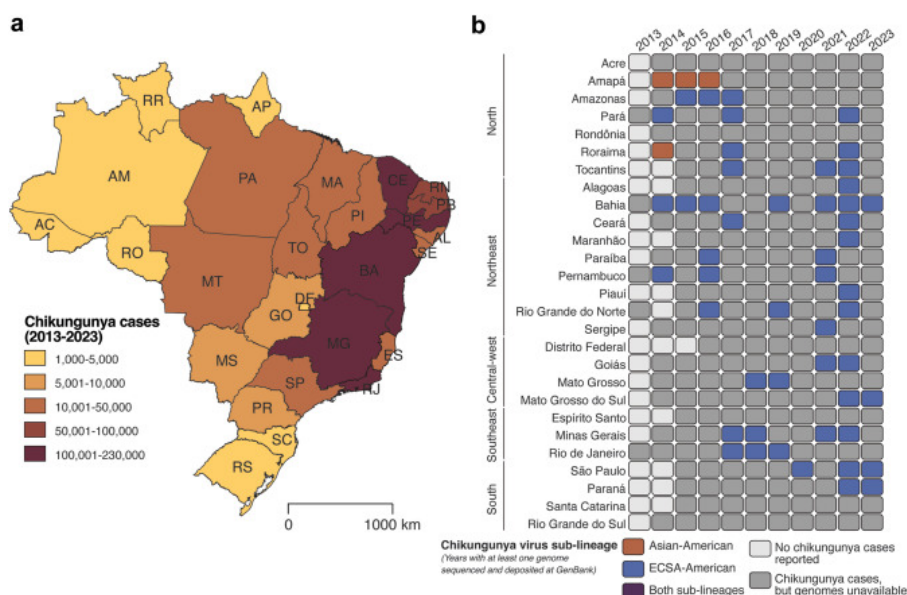 a
RR
AP
AM
PA
MA
CE
RN
PB
PE
PI
AC
RO
TO
AL
SE
MT
BA
DF
GO
MG
ES
MS
SP
RJ
PR
SC
RS
Chikungunya cases
(2013-2023)
1,000-5,000
5,001-10,000
10,001-50,000
50,001-100,000
100,001-230,000
0 1000 km
b
2013 2014 2015 2016 2017 2018 2019 2020 2021 2022 2023
North
Acre
Amapá
Amazonas
Pará
Rondônia
Roraima
Tocantins
Northeast
Alagoas
Bahia
Ceará
Maranhão
Paraíba
Pernambuco
Piauí
Rio Grande do Norte
Sergipe
Central-west
Distrito Federal
Goiás
Mato Grosso
Mato Grosso do Sul
Southeast
Espírito Santo
Minas Gerais
Rio de Janeiro
São Paulo
South
Paraná
Santa Catarina
Rio Grande do Sul
Chikungunya virus sub-lineage
(Years with at least one genome
sequenced and deposited at GenBank)
Asian-American
ECSA-American
Both sub-lineages
No chikungunya cases
reported
Chikungunya cases,
but genomes unavailable